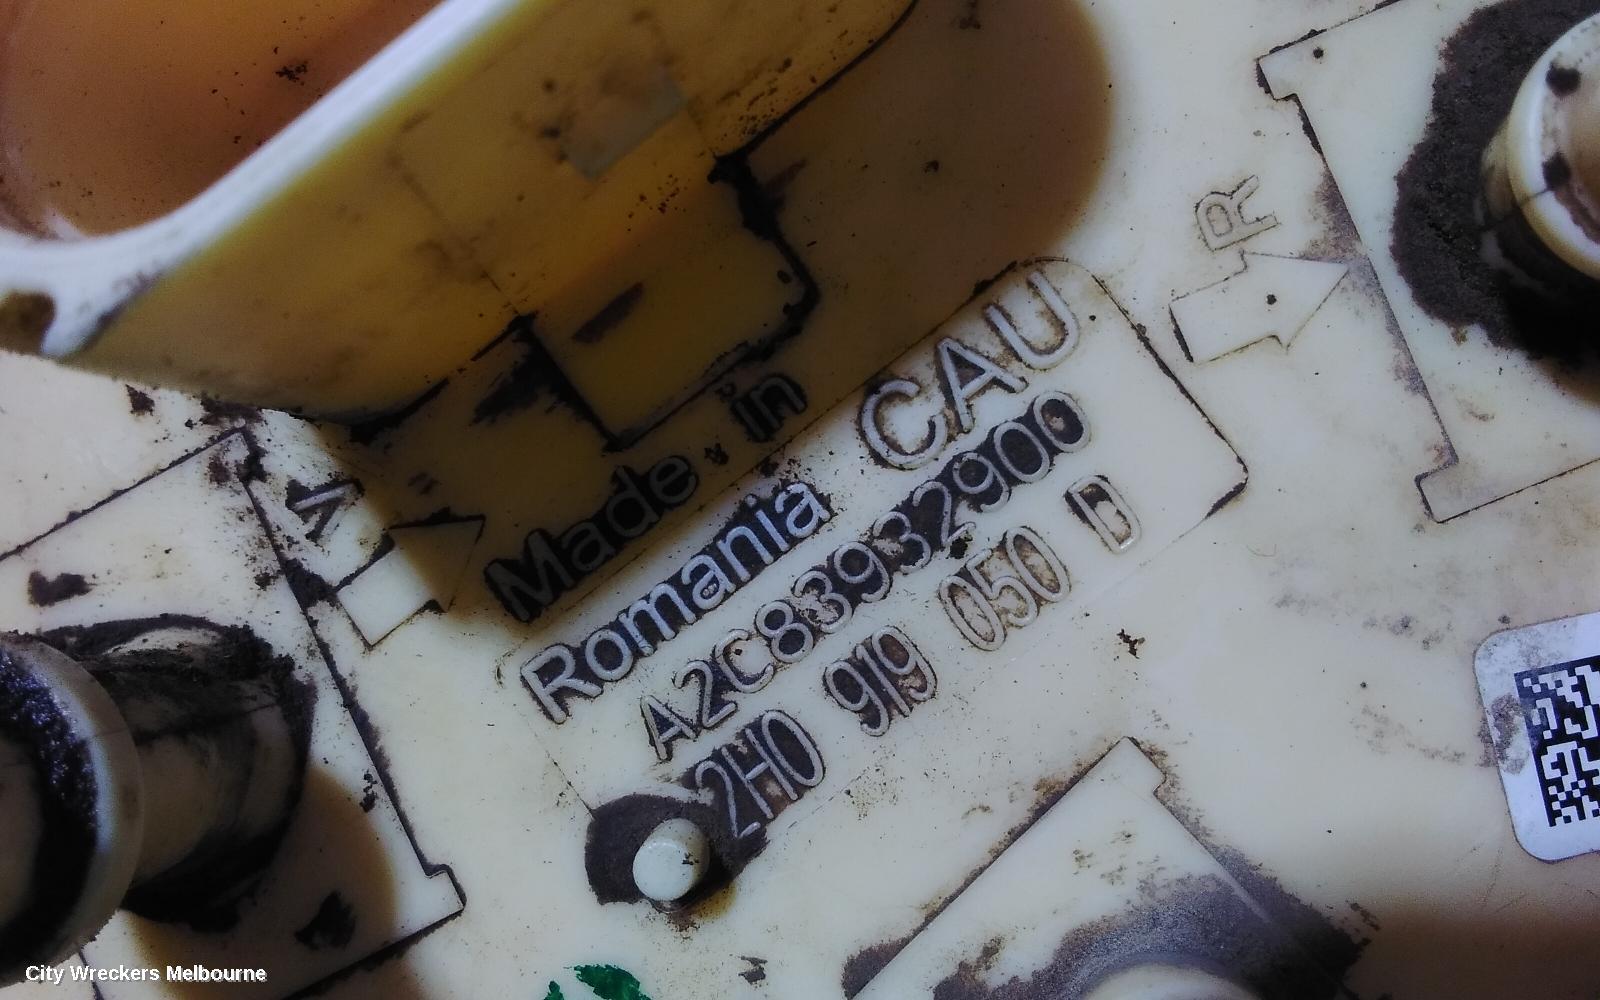 R
A
Made in
Romania CAU
A2C83932900
2H0 919 050 D
City Wreckers Melbourne